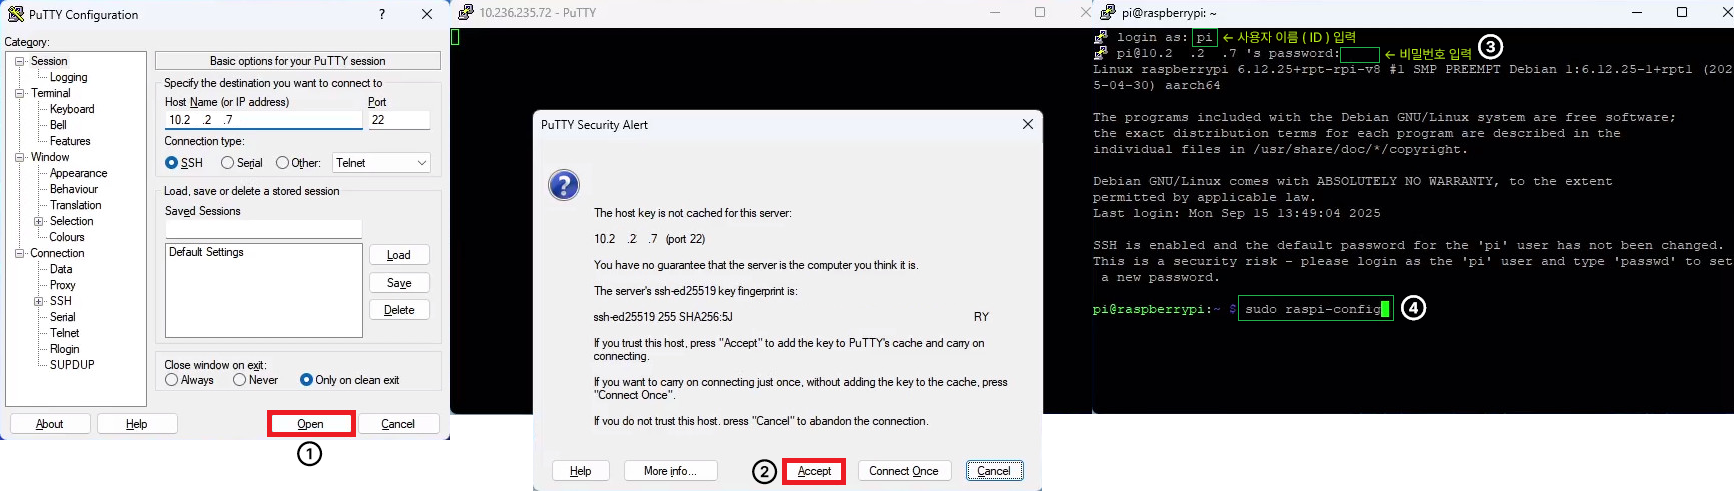 PuTTY Configuration
?
Category:
Session
Logging
Terminal
Keyboard
Bell
Features
Window
Appearance
Behaviour
Translation
Selection
Colours
Connection
Data
Proxy
SSH
Serial
Telnet
Rlogin
SUPDUP
Basic options for your PuTTY session
Specify the destination you want to connect to
Host Name (or IP address) Port
10.2 .2 .7 22
Connection type:
SSH Serial Other: Telnet
Load, save or delete a stored session
Saved Sessions
Default Settings
Load
Save
Delete
Close window on exit:
Always Never Only on clean exit
About Help Open Cancel
①
10.236.235.72 - PuTTY
PuTTY Security Alert
The host key is not cached for this server:
10.2 .2 .7 (port 22)
You have no guarantee that the server is the computer you think it is.
The server's ssh-ed25519 key fingerprint is:
ssh-ed25519 255 SHA256:5J RY
If you trust this host, press "Accept" to add the key to PuTTY's cache and carry on
connecting.
If you want to carry on connecting just once, without adding the key to the cache, press
"Connect Once".
If you do not trust this host, press "Cancel" to abandon the connection.
Help More info... ② Accept Connect Once Cancel
pi@raspberrypi: ~
login as: pi ← 사용자 이름 ( ID ) 입력
pi@10.2 .2 .7 's password: ← 비밀번호 입력 ③
Linux raspberrypi 6.12.25+rpt-rpi-v8 #1 SMP PREEMPT Debian 1:6.12.25-1+rpt1 (202
5-04-30) aarch64
The programs included with the Debian GNU/Linux system are free software;
the exact distribution terms for each program are described in the
individual files in /usr/share/doc/*/copyright.
Debian GNU/Linux comes with ABSOLUTELY NO WARRANTY, to the extent
permitted by applicable law.
Last login: Mon Sep 15 13:49:04 2025
SSH is enabled and the default password for the 'pi' user has not been changed.
This is a security risk - please login as the 'pi' user and type 'passwd' to set
a new password.
pi@raspberrypi:~ $ sudo raspi-config ④